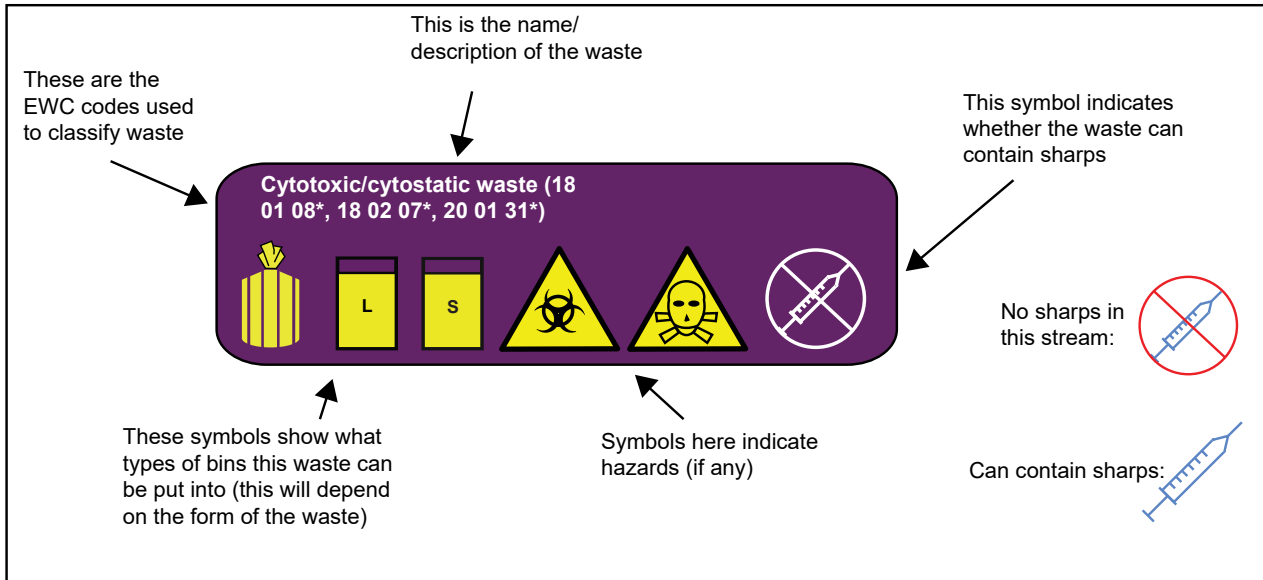 This is the name/
description of the waste
These are the
EWC codes used
to classify waste
This symbol indicates
whether the waste can
contain sharps
Cytotoxic/cytostatic waste (18
01 08*, 18 02 07*, 20 01 31*)
L
S
No sharps in
this stream:
These symbols show what
types of bins this waste can
be put into (this will depend
on the form of the waste)
Symbols here indicate
hazards (if any)
Can contain sharps: